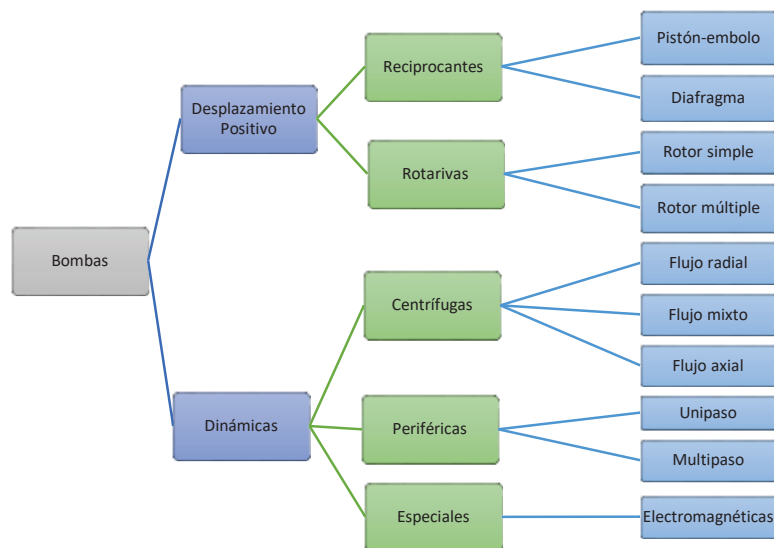 Bombas
Desplazamiento
Positivo
Dinámicas
Reciprocantes
Rotarivas
Centrífugas
Periféricas
Especiales
Pistón-embolo
Diafragma
Rotor simple
Rotor múltiple
Flujo radial
Flujo mixto
Flujo axial
Unipaso
Multipaso
Electromagnéticas